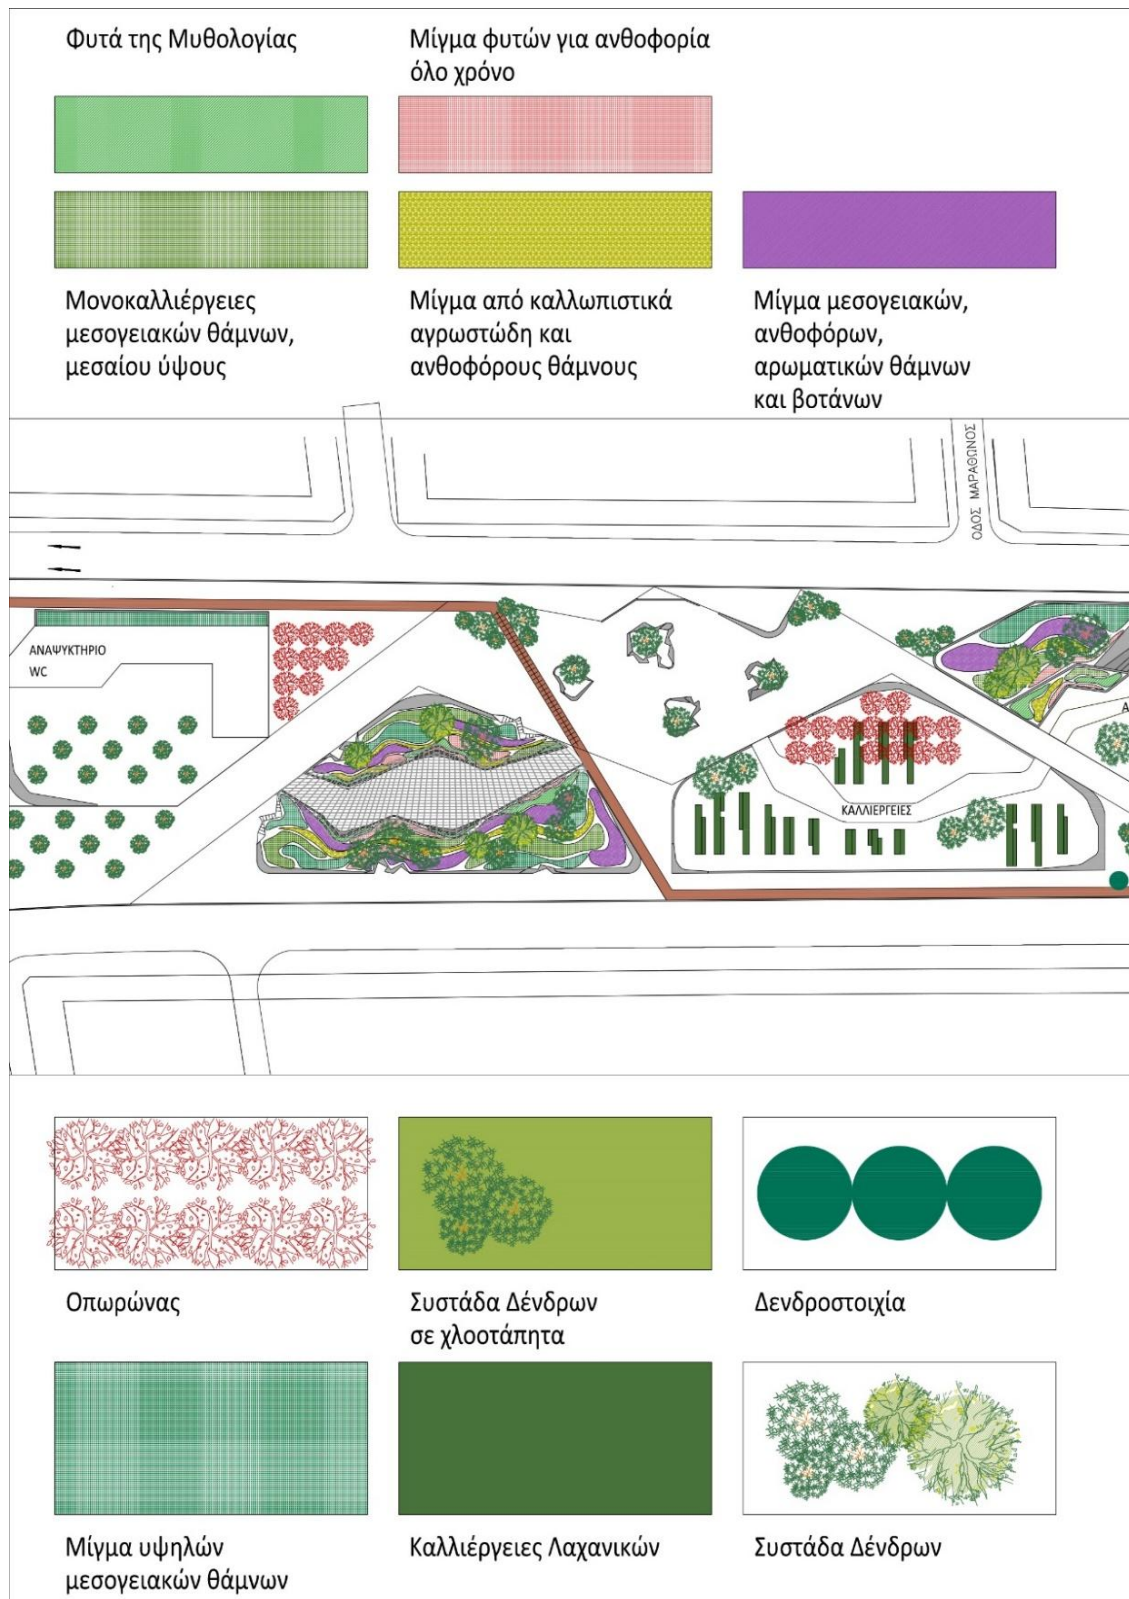 Φυτά της Μυθολογίας
Μίγμα φυτών για ανθοφορία
όλο χρόνο
Μονοκαλλιέργειες
μεσογειακών θάμνων,
μεσαίου ύψους
Μίγμα από καλλωπιστικά
αγρωστώδη και
ανθοφόρους θάμνους
Μίγμα μεσογειακών,
ανθοφόρων,
αρωματικών θάμνων
και βοτάνων
ΟΔΟΣ ΜΑΡΑΘΩΝΟΣ
ΑΝΑΨΥΚΤΗΡΙΟ
WC
Α
ΚΑΛΛΙΕΡΓΕΙΕΣ
Οπωρώνας
Συστάδα Δένδρων
σε χλοοτάπητα
Δενδροστοιχία
Μίγμα υψηλών
μεσογειακών θάμνων
Καλλιέργειες Λαχανικών
Συστάδα Δένδρων